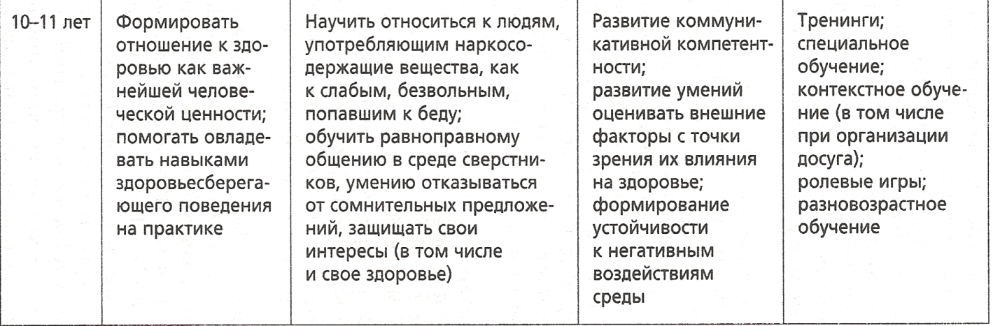 10–11 лет
Формировать
отношение к здо-
ровью как важ-
нейшей челове-
ческой ценности;
помогать овладе-
вать навыками
здоровьесберега-
ющего поведения
на практике
Научить относиться к людям,
употребляющим наркосо-
держащие вещества, как
к слабым, безвольным,
попавшим к беду;
обучить равноправному
общению в среде сверстни-
ков, умению отказываться
от сомнительных предложе-
ний, защищать свои
интересы (в том числе
и свое здоровье)
Развитие коммуни-
кативной компетент-
ности;
развитие умений
оценивать внешние
факторы с точки
зрения их влияния
на здоровье;
формирование
устойчивости
к негативным
воздействиям
среды
Тренинги;
специальное
обучение;
контекстное обуче-
ние (в том числе
при организации
досуга);
ролевые игры;
разновозрастное
обучение